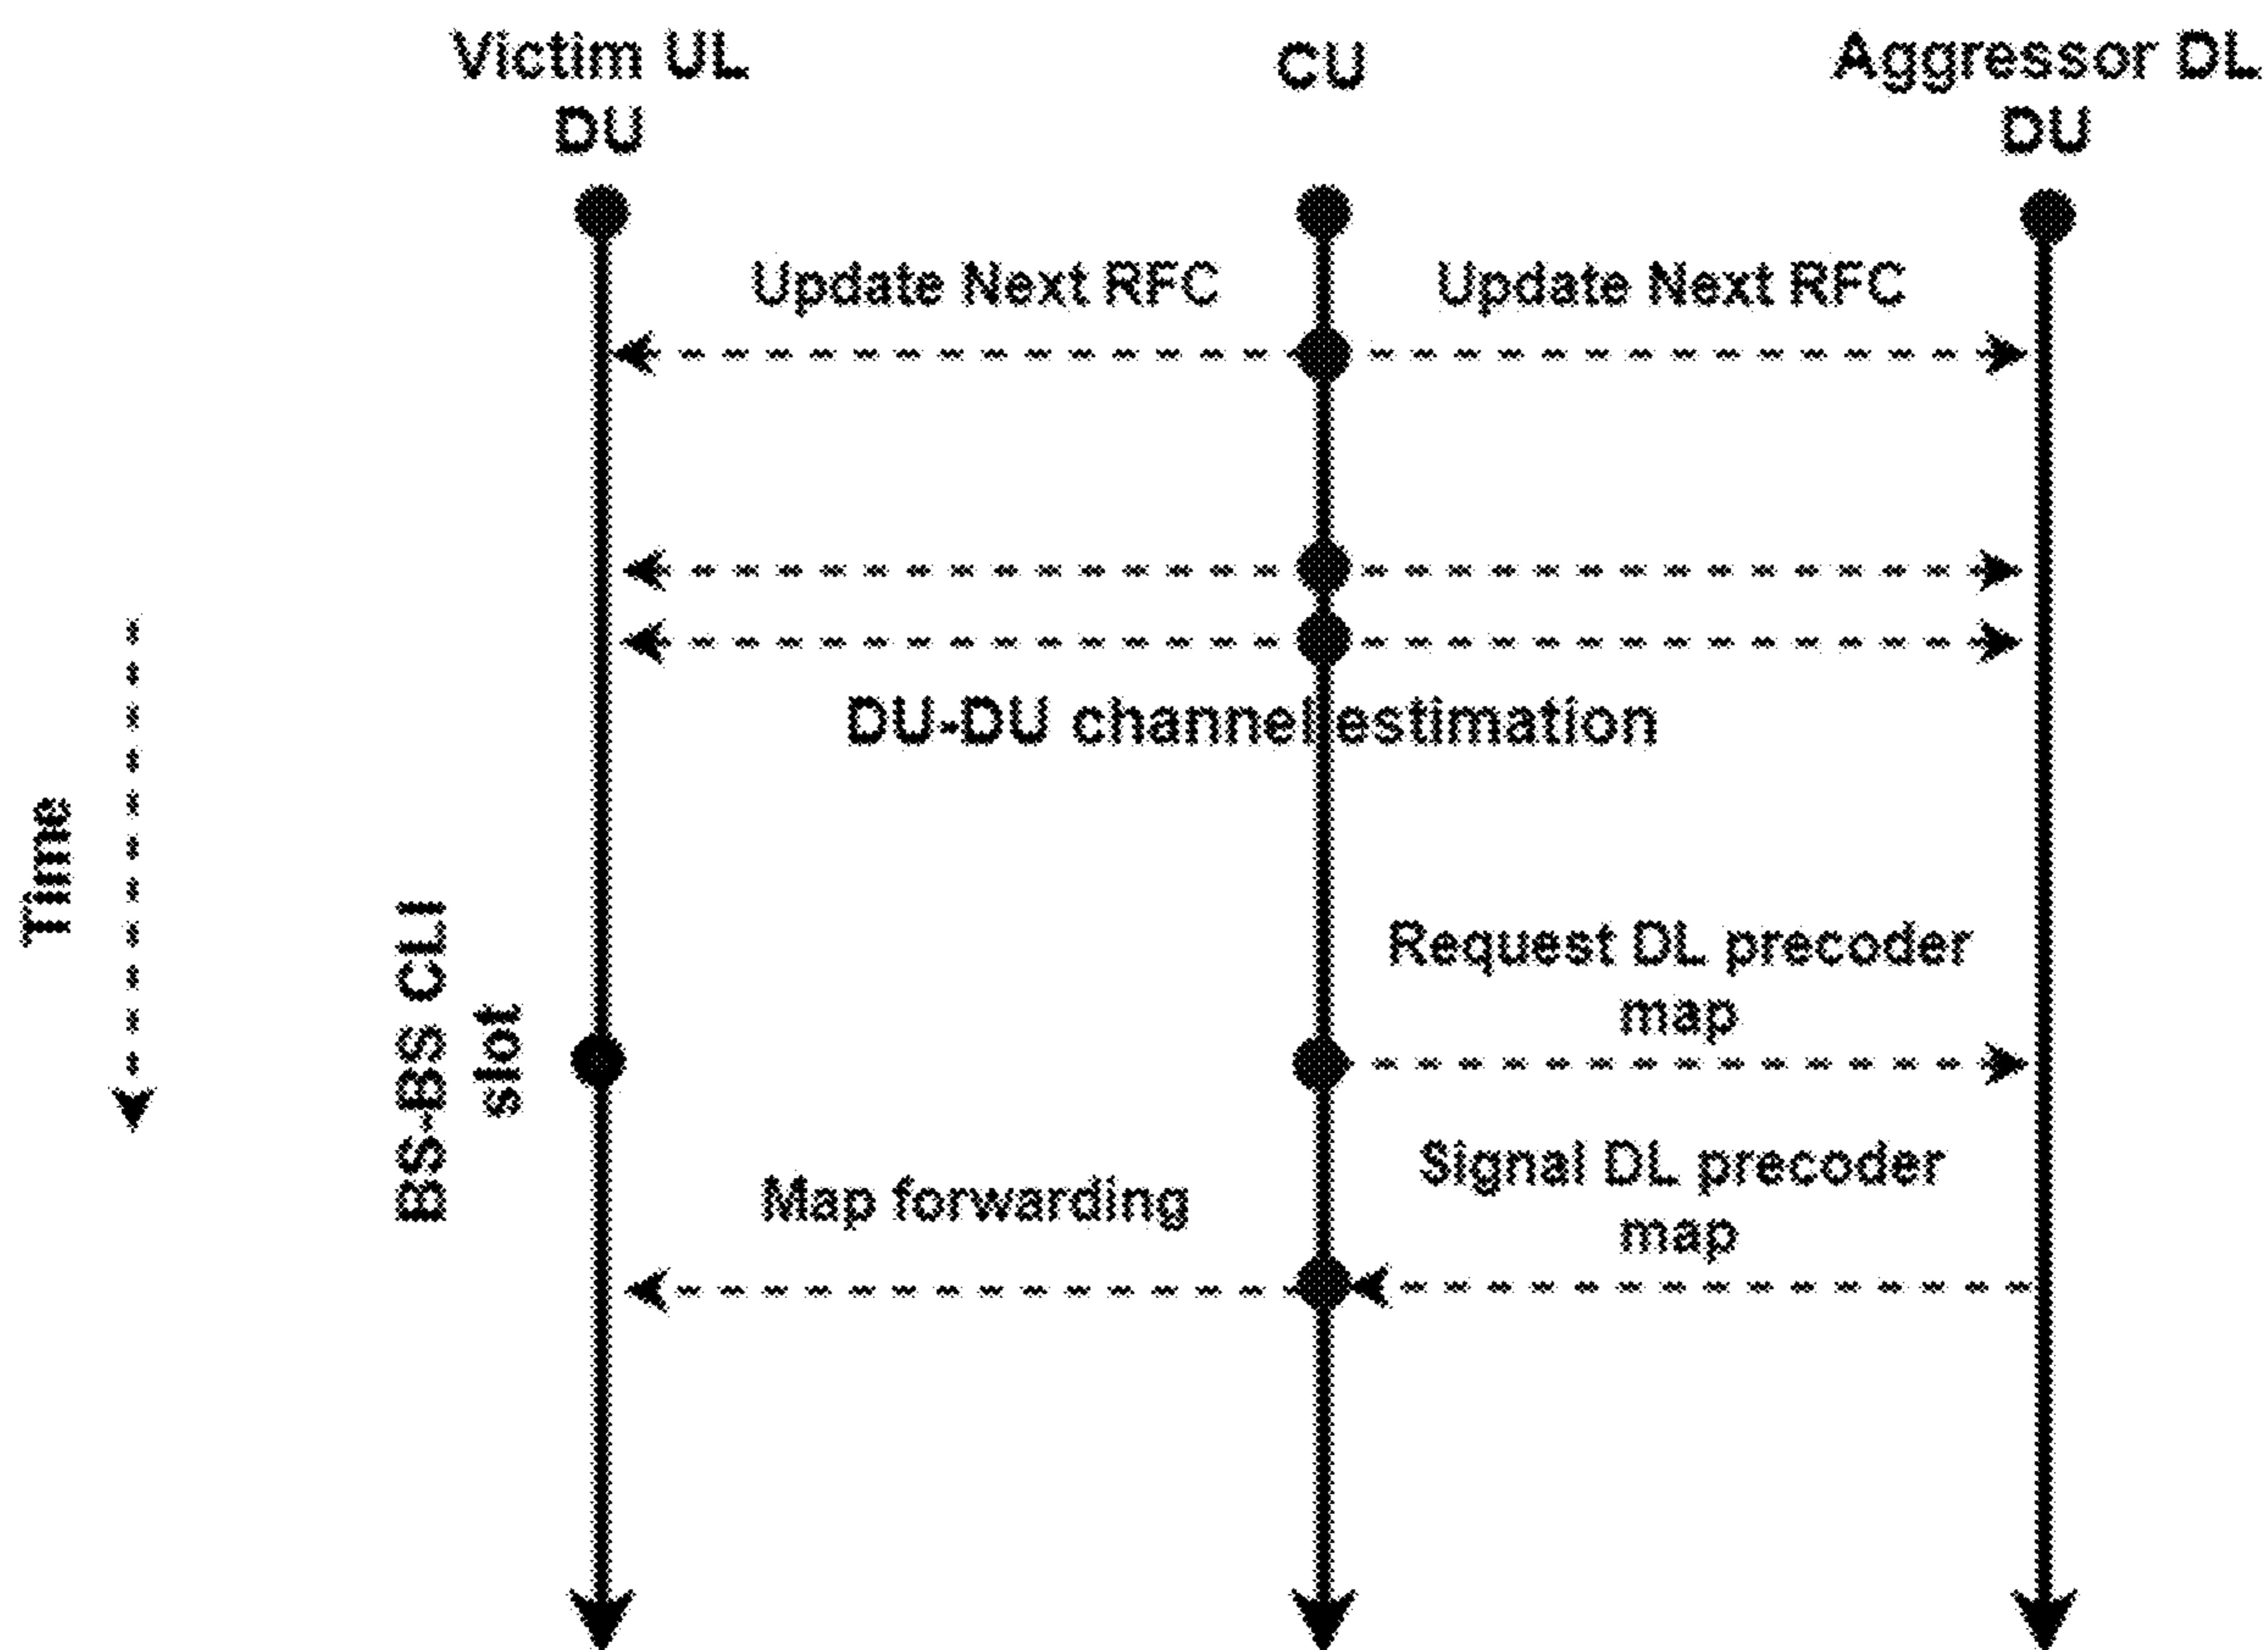 Victim UL
DU
CU
Aggressor DL
DU
Update Next RFC
Update Next RFC
DU-DU channel estimation
Time
BS-BS CLI
slot
Request DL precoder
map
Signal DL precoder
map
Map forwarding